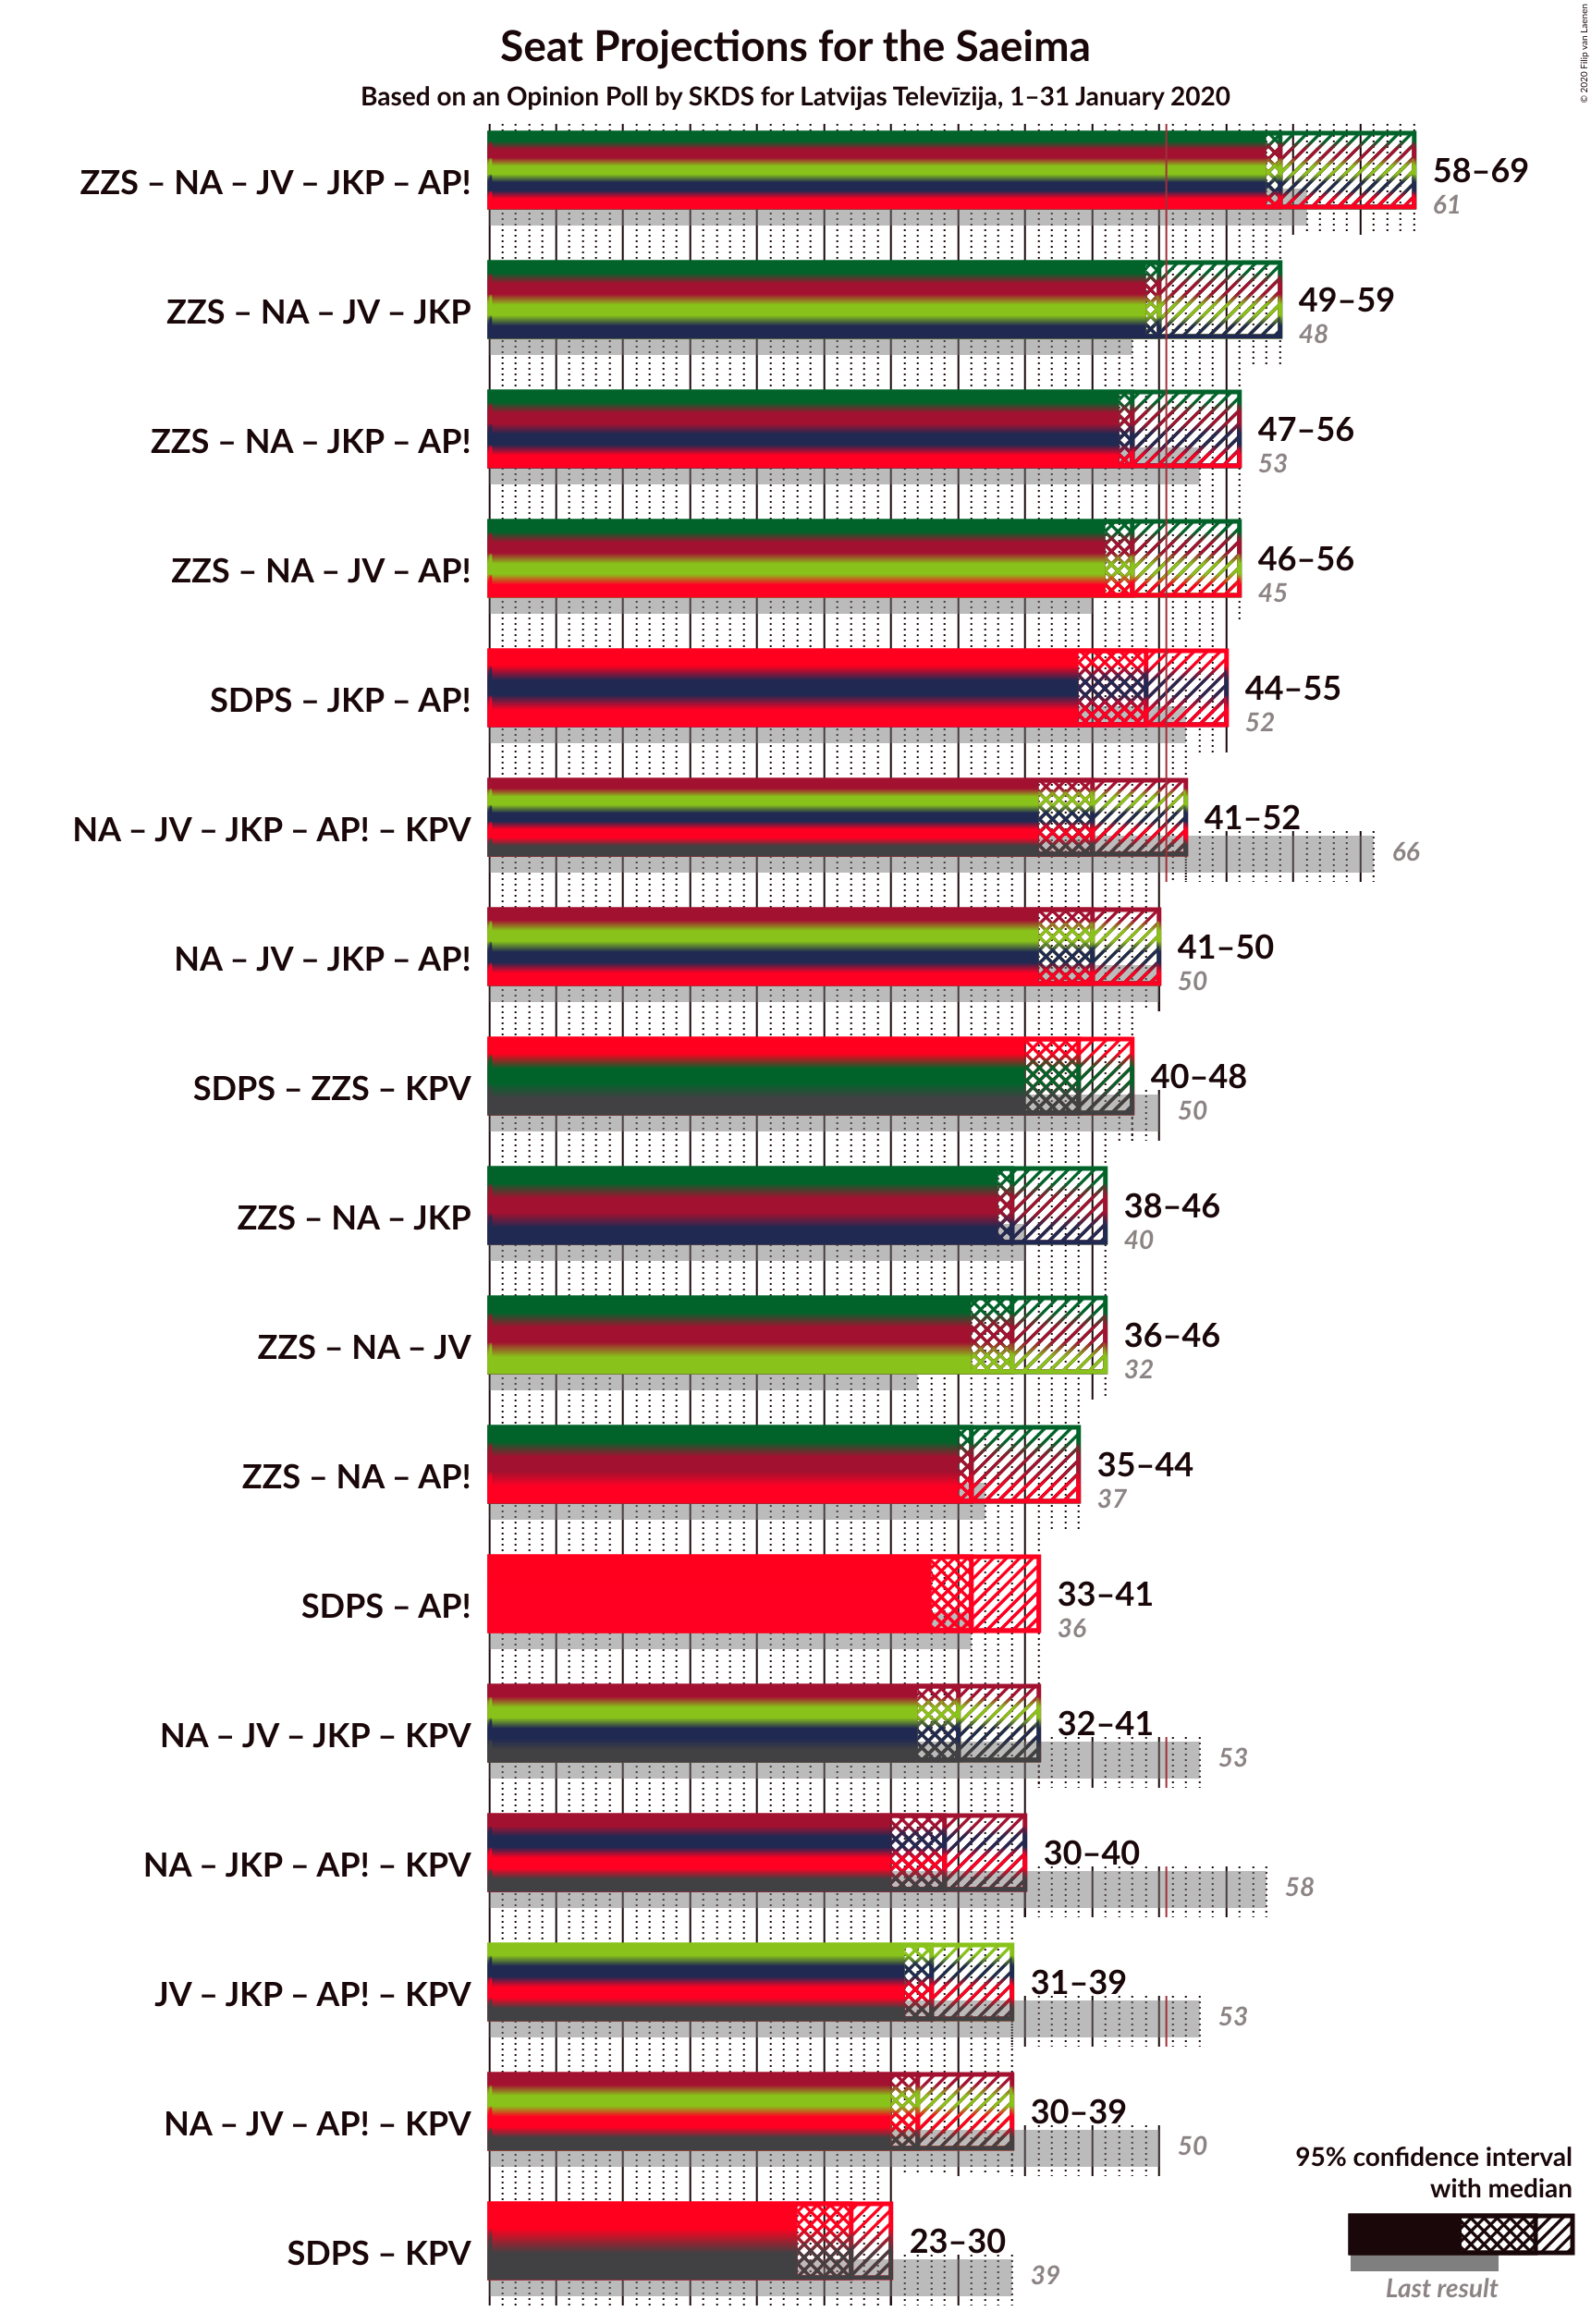 Seat Projections for the Saeima
Based on an Opinion Poll by SKDS for Latvijas Televīzija, 1–31 January 2020
© 2020 Filip van Laenen
ZZS – NA – JV – JKP – AP!
58–69
61
ZZS – NA – JV – JKP
49–59
48
ZZS – NA – JKP – AP!
47–56
53
ZZS – NA – JV – AP!
46–56
45
SDPS – JKP – AP!
44–55
52
NA – JV – JKP – AP! – KPV
41–52
66
NA – JV – JKP – AP!
41–50
50
SDPS – ZZS – KPV
40–48
50
ZZS – NA – JKP
38–46
40
ZZS – NA – JV
36–46
32
ZZS – NA – AP!
35–44
37
SDPS – AP!
33–41
36
NA – JV – JKP – KPV
32–41
53
NA – JKP – AP! – KPV
30–40
58
JV – JKP – AP! – KPV
31–39
53
NA – JV – AP! – KPV
30–39
50
SDPS – KPV
23–30
39
95% confidence interval
with median
Last result